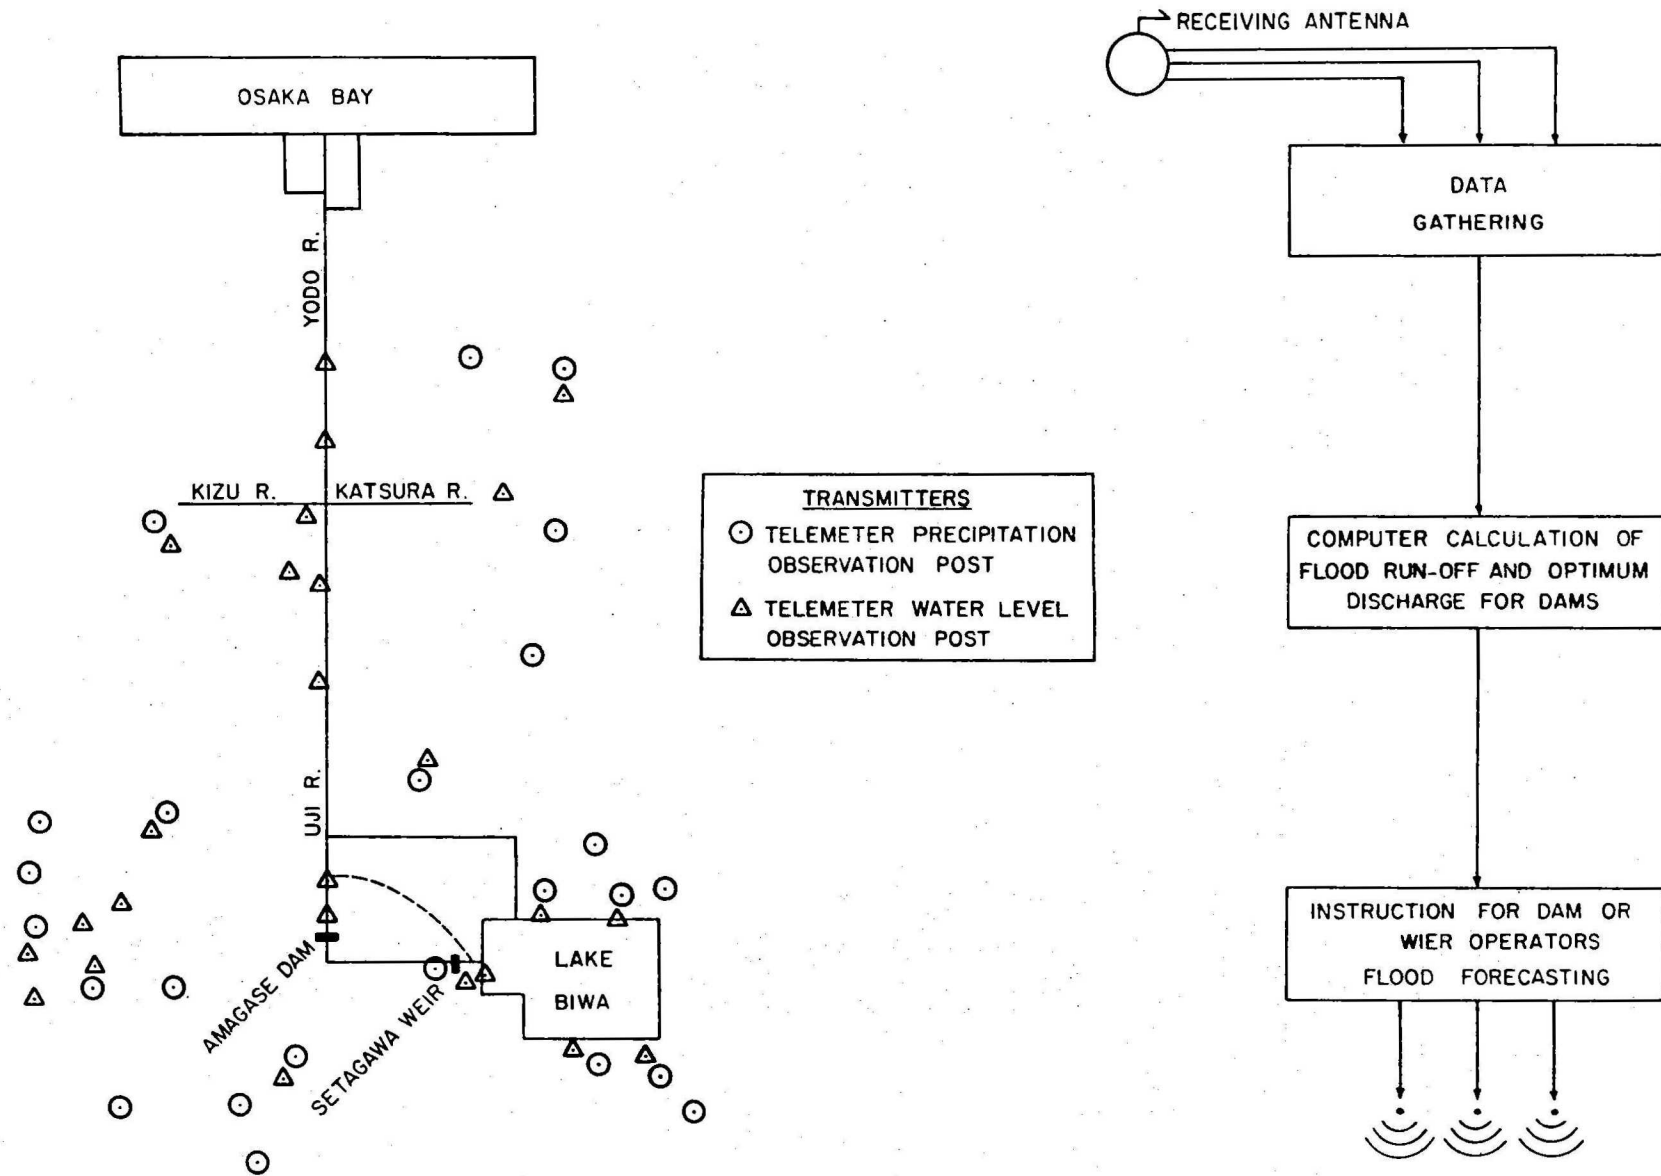 RECEIVING ANTENNA
OSAKA BAY
DATA
GATHERING
YODO R.
KIZU R.
KATSURA R.
TRANSMITTERS
TELEMETER PRECIPITATION
OBSERVATION POST
TELEMETER WATER LEVEL
OBSERVATION POST
COMPUTER CALCULATION OF
FLOOD RUN-OFF AND OPTIMUM
DISCHARGE FOR DAMS
UJI R.
AMAGASE DAM
SETAGAWA WEIR
LAKE
BIWA
INSTRUCTION FOR DAM OR
WIER OPERATORS
FLOOD FORECASTING